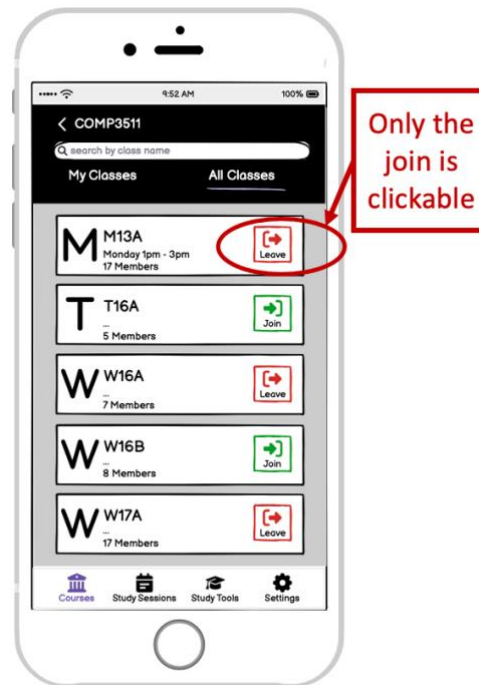 9:52 AM 100%
COMP3511
search by class name
My Classes All Classes
Only the
join is
clickable
M M13A
Monday 1pm - 3pm
17 Members
Leave
T T16A
...
5 Members
Join
W W16A
...
7 Members
Leave
W W16B
...
8 Members
Join
W W17A
...
17 Members
Leave
Courses Study Sessions Study Tools Settings